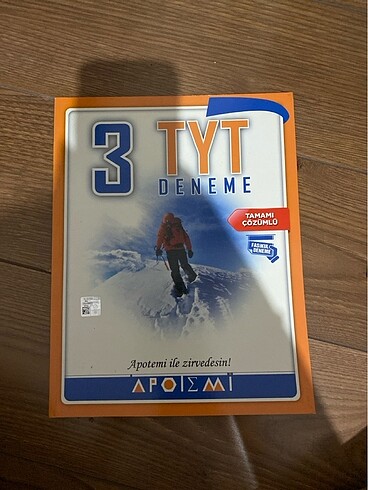 3 TYT
DENEME
TAMAMI
ÇÖZÜMLÜ
FASİKÜL
DENEME
Apotemi ile zirvedesin!
APOTEMİ